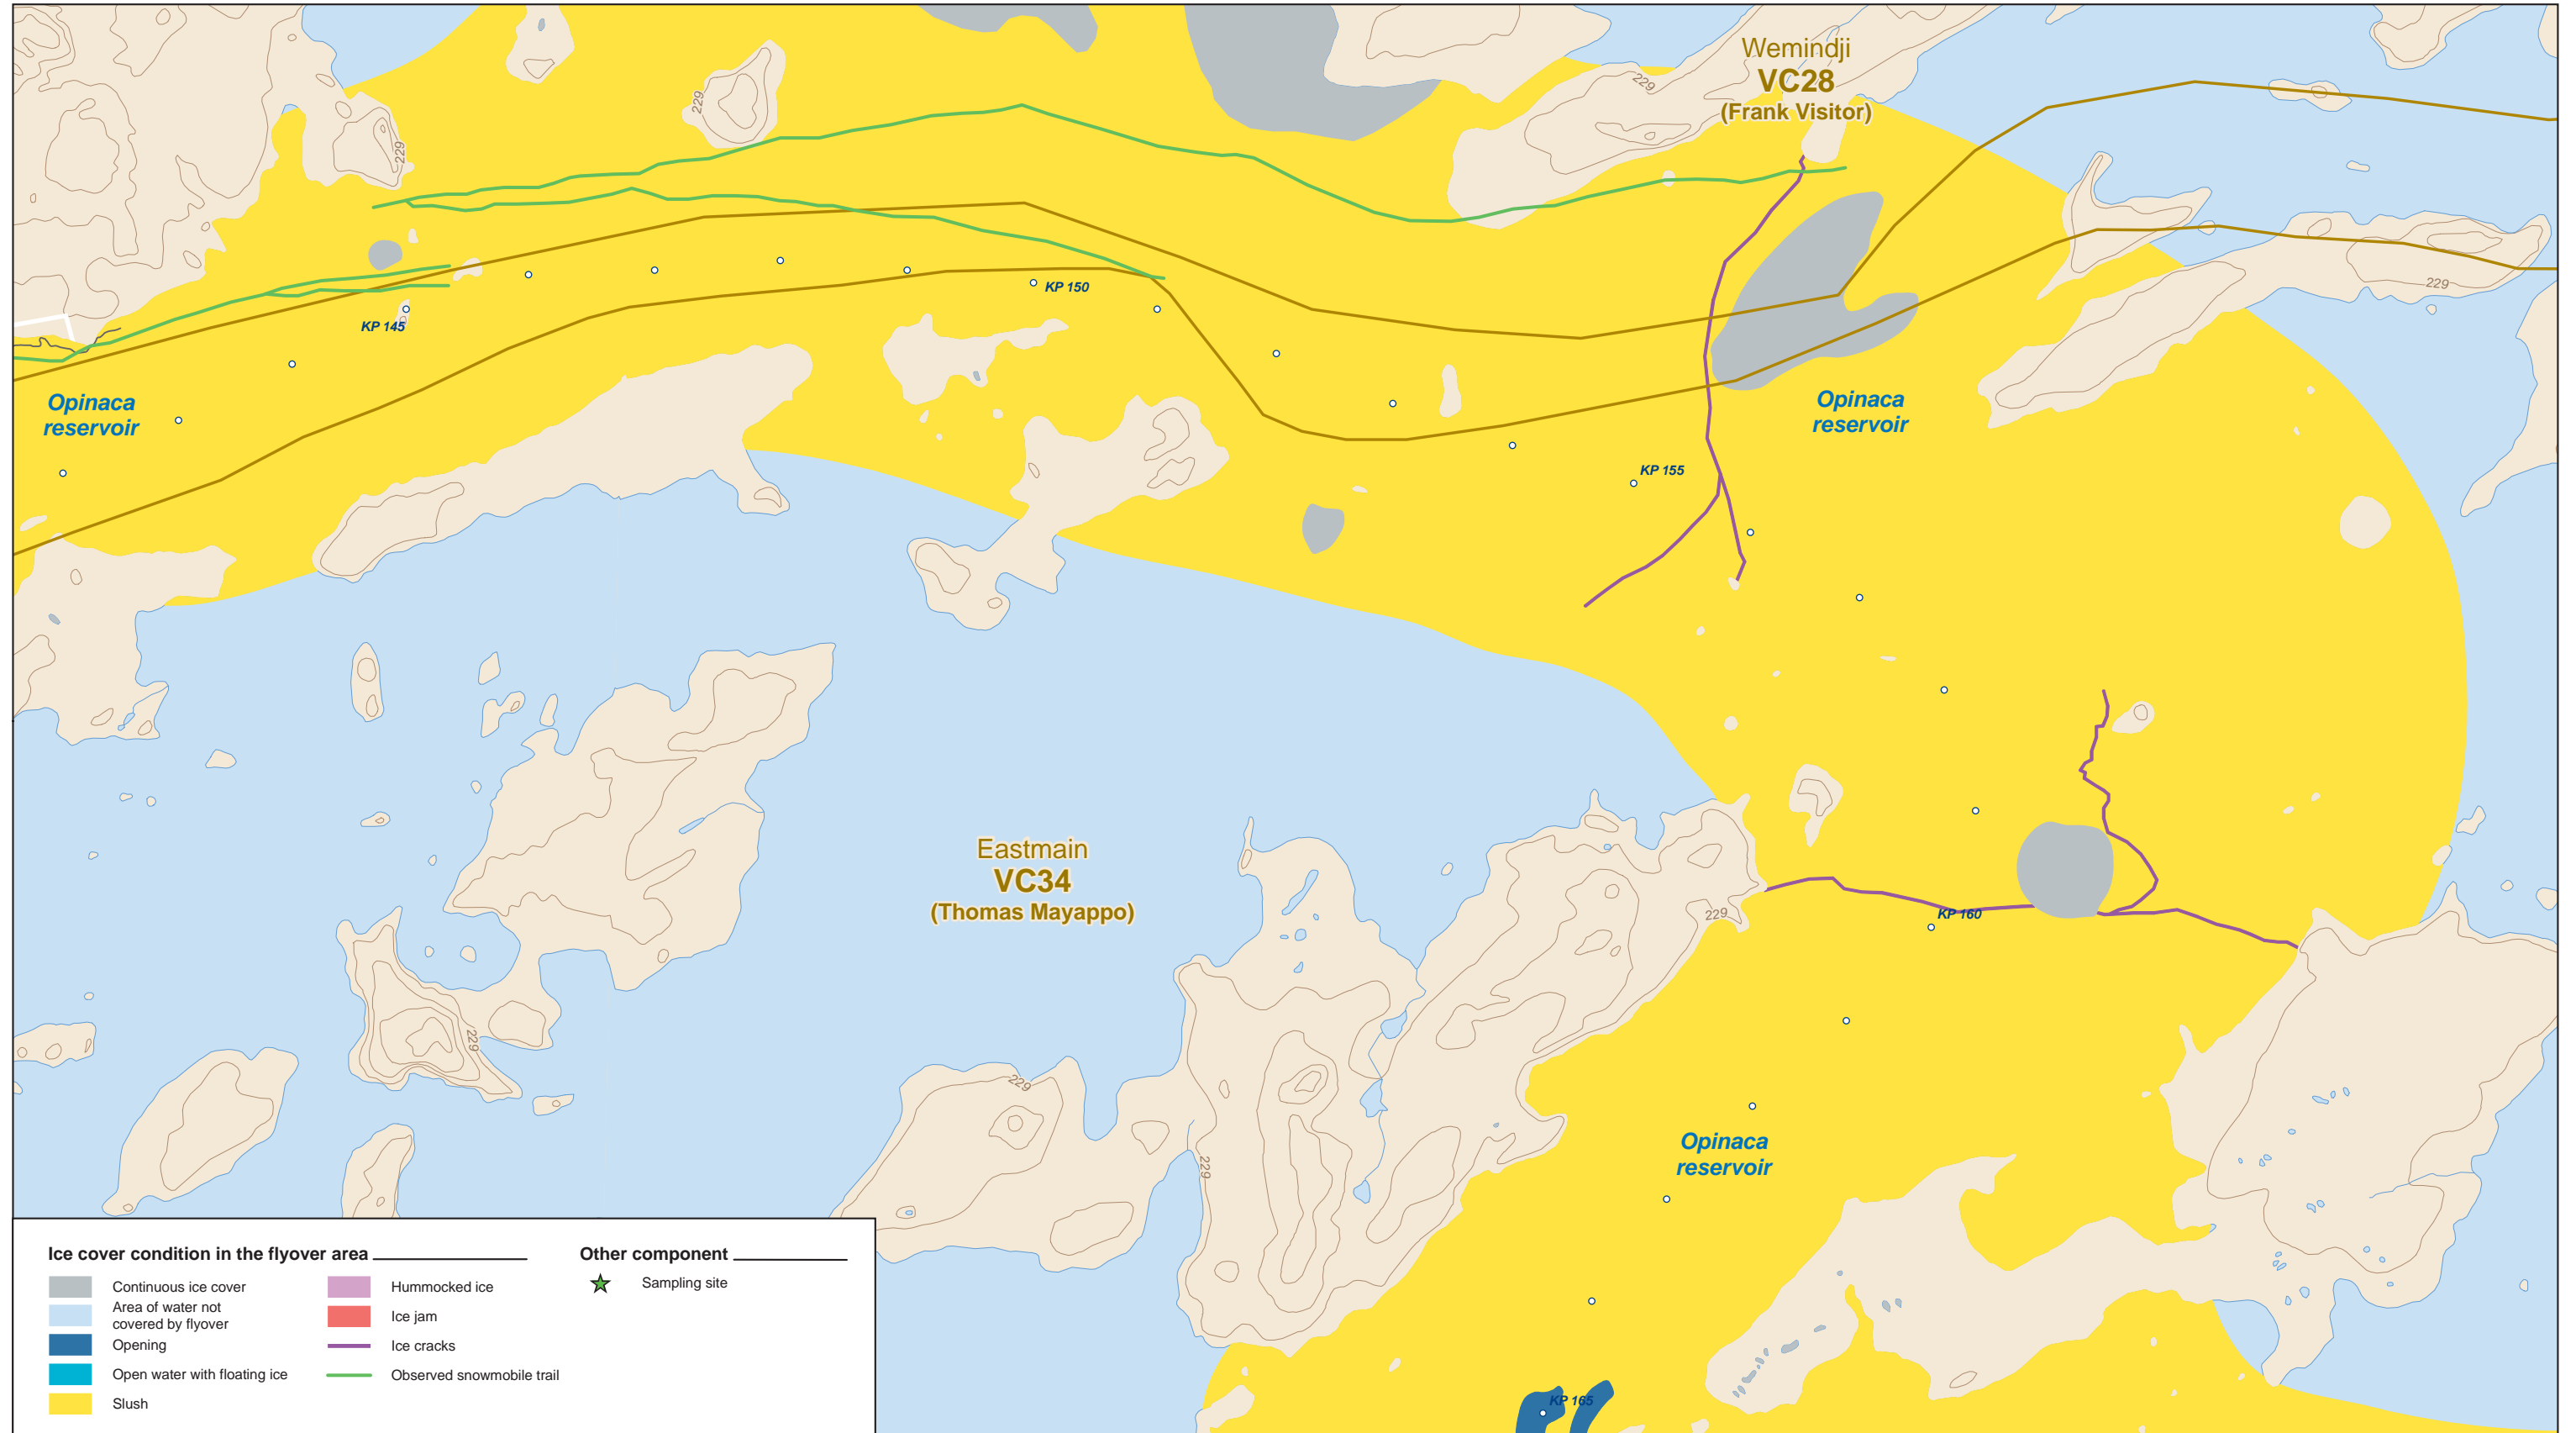 Wemindji
VC28
(Frank Visitor)
229
229
229
229
KP 145
KP 150
Opinaca
reservoir
Opinaca
reservoir
KP 155
Eastmain
VC34
(Thomas Mayappo)
229
KP 160
229
229
229
Opinaca
reservoir
KP 165
Ice cover condition in the flyover area
Continuous ice cover
Area of water not
covered by flyover
Opening
Open water with floating ice
Slush
Hummocked ice
Ice jam
Ice cracks
Observed snowmobile trail
Other component
Sampling site